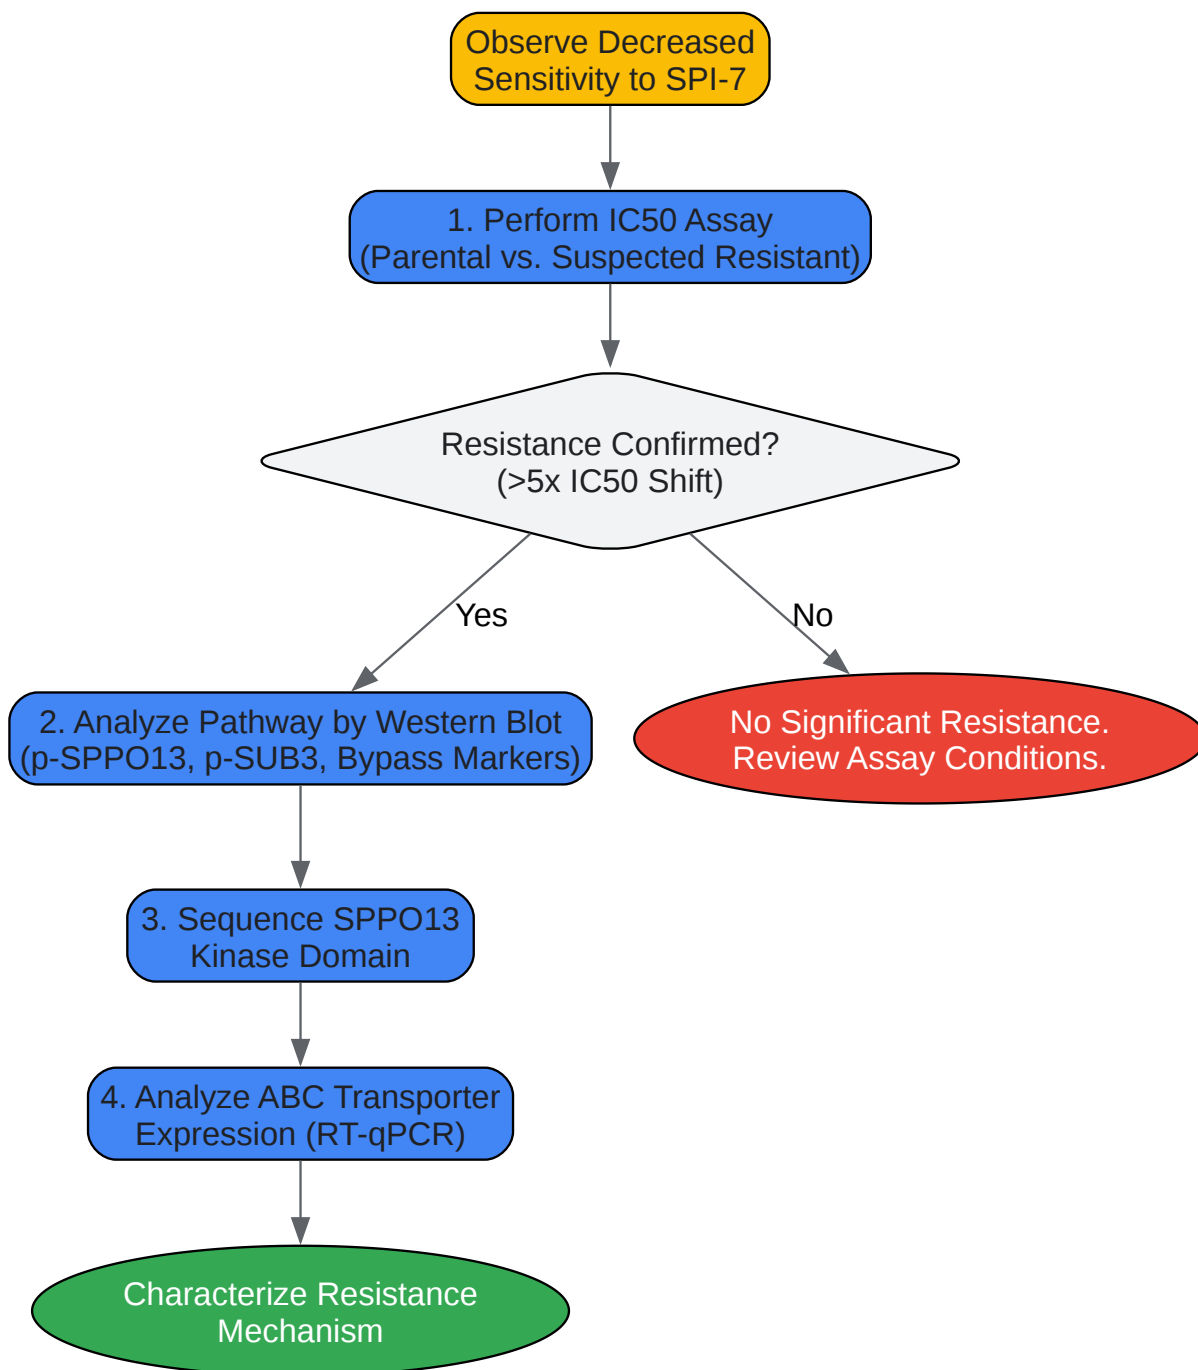 Observe Decreased
Sensitivity to SPI-7
1. Perform IC50 Assay
(Parental vs. Suspected Resistant)
Resistance Confirmed?
(>5x IC50 Shift)
Yes
No
2. Analyze Pathway by Western Blot
(p-SPPO13, p-SUB3, Bypass Markers)
No Significant Resistance.
Review Assay Conditions.
3. Sequence SPPO13
Kinase Domain
4. Analyze ABC Transporter
Expression (RT-qPCR)
Characterize Resistance
Mechanism